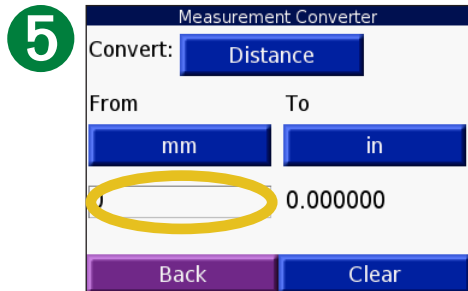 5
Measurement Converter
Convert: Distance
From To
mm in
0 0.000000
Back Clear